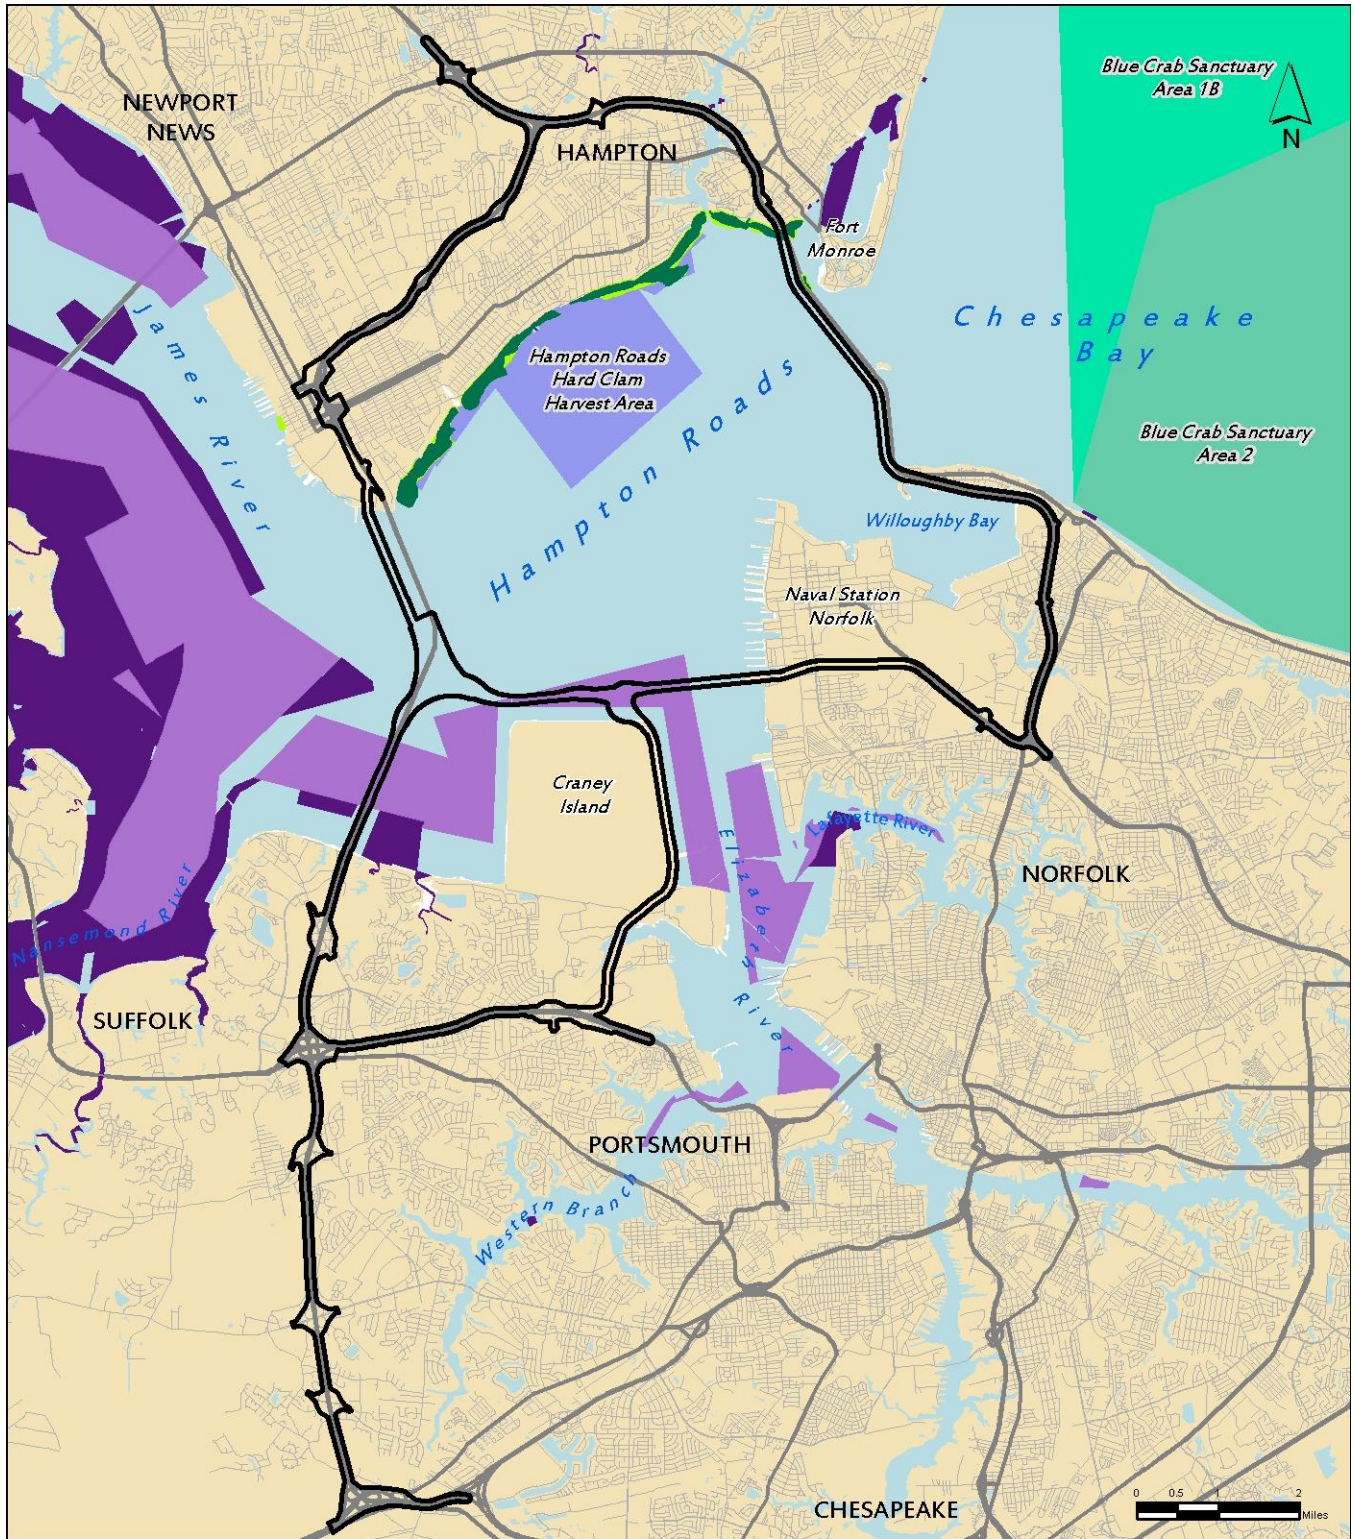 Blue Crab Sanctuary
Area 1B
N
NEWPORT
NEWS
HAMPTON
Fort
Monroe
Chesapeake
Bay
James River
Hampton Roads
Hard Clam
Harvest Area
Hampton Roads
Blue Crab Sanctuary
Area 2
Willoughby Bay
Naval Station
Norfolk
Craney
Island
Lafayette River
Elizabeth River
NORFOLK
Nansemond River
SUFFOLK
PORTSMOUTH
Western Branch
CHESAPEAKE
0 0.5 1 2
Miles